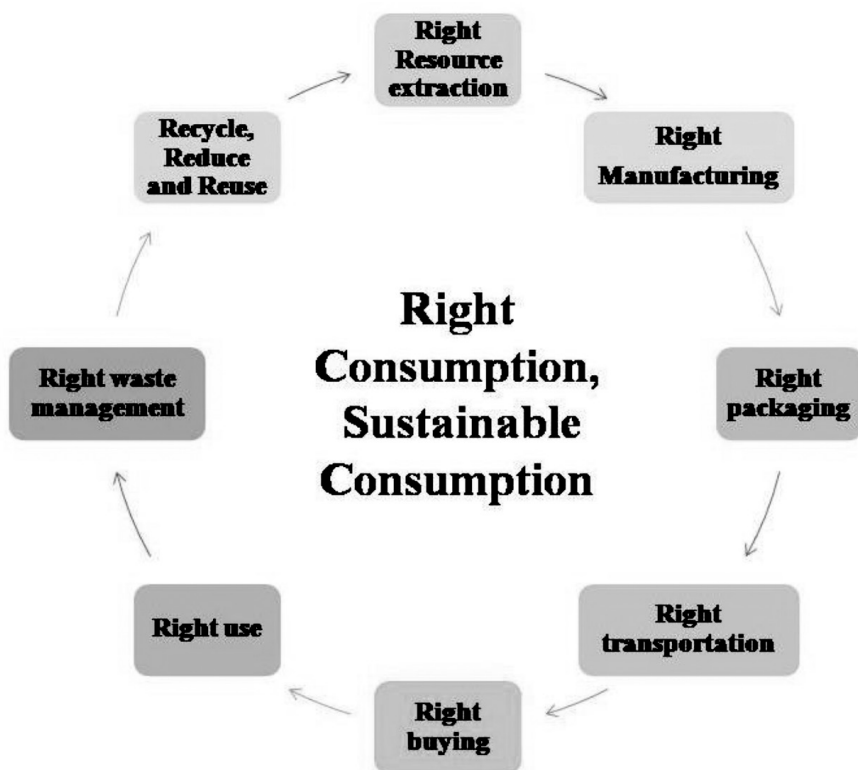 Right
Resource
extraction
Right
Manufacturing
Right
packaging
Right
transportation
Right
buying
Right use
Right waste
management
Recycle,
Reduce
and Reuse
Right
Consumption,
Sustainable
Consumption